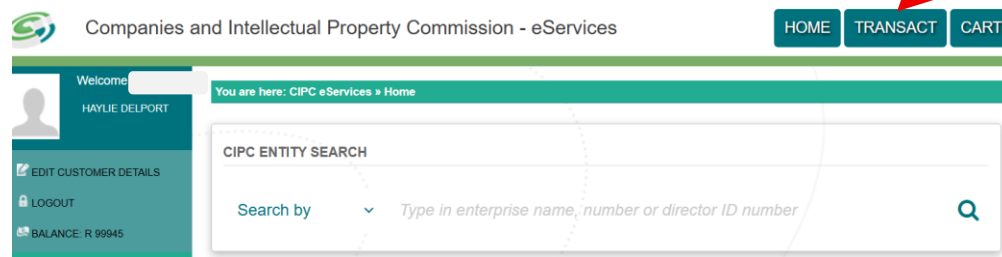 Companies and Intellectual Property Commission - eServices
HOME TRANSACT CART
Welcome
HAYLIE DELPORT
You are here: CIPC eServices » Home
CIPC ENTITY SEARCH
EDIT CUSTOMER DETAILS
Search by Type in enterprise name, number or director ID number
LOGOUT
BALANCE: R 99945